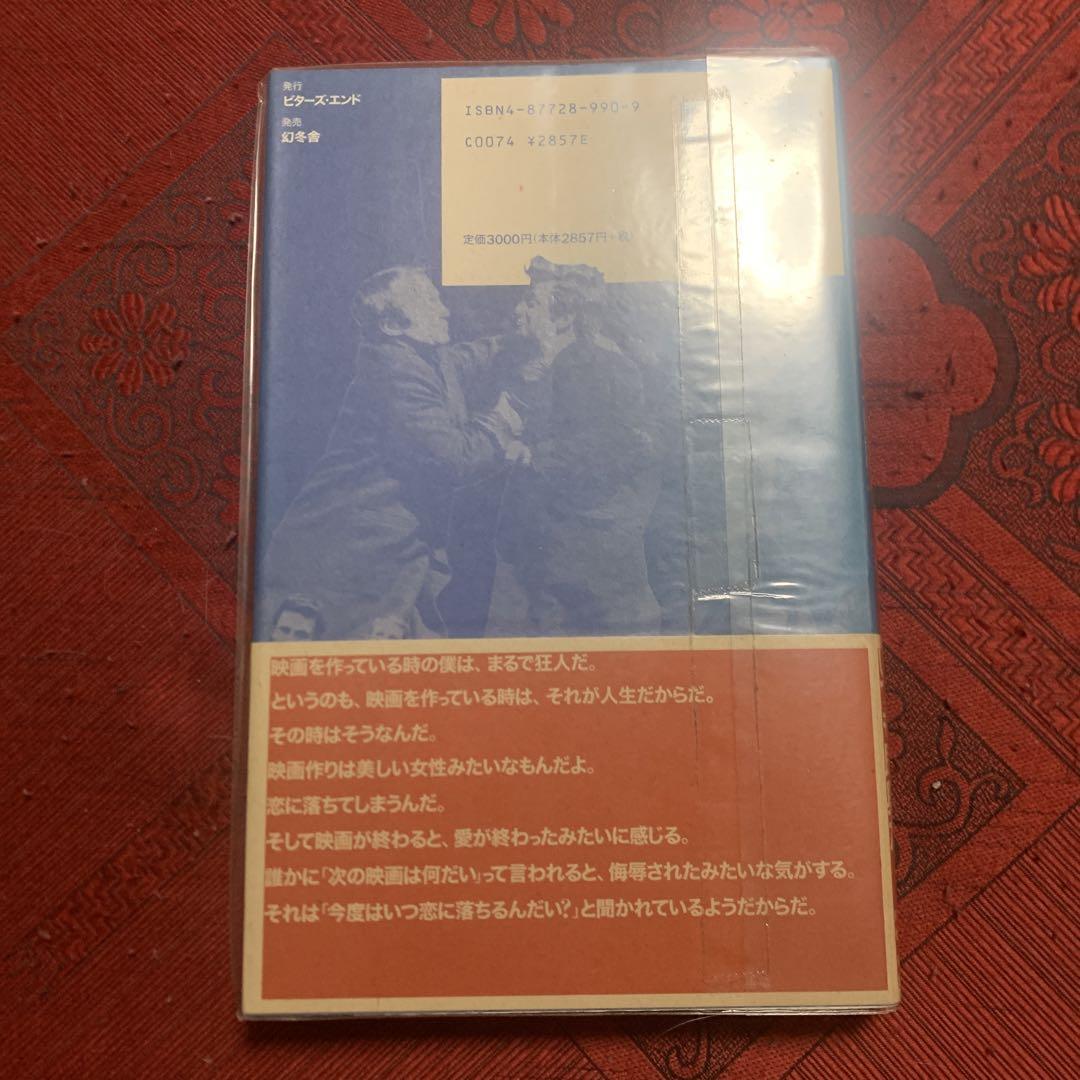 発行
ビターズ・エンド
発売
幻冬舎
ISBN4-87728-990-9
C0074 ¥2857E
定価3000円(本体2857円+税)
映画を作っている時の僕は、まるで狂人だ。
というのも、映画を作っている時は、それが人生だからだ。
その時はそうなんだ。
映画作りは美しい女性みたいなもんだよ。
恋に落ちてしまうんだ。
そして映画が終わると、愛が終わったみたいに感じる。
誰かに「次の映画は何だい」って言われると、侮辱されたみたいな気がする。
それは「今度はいつ恋に落ちるんだい?」と聞かれているようだからだ。